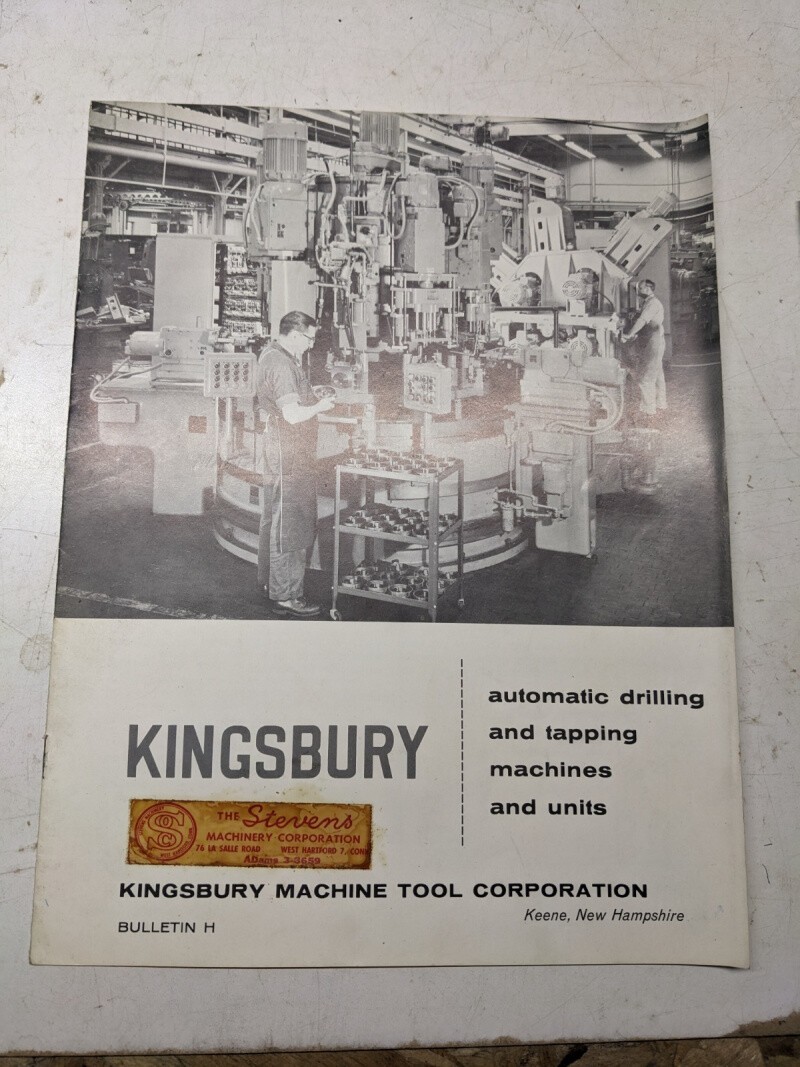 KINGSBURY
automatic drilling
and tapping
machines
and units
THE Stevens
MACHINERY CORPORATION
76 LA SALLE ROAD WEST HARTFORD 7, CONN
ADams 3-3659
KINGSBURY MACHINE TOOL CORPORATION
Keene, New Hampshire
BULLETIN H